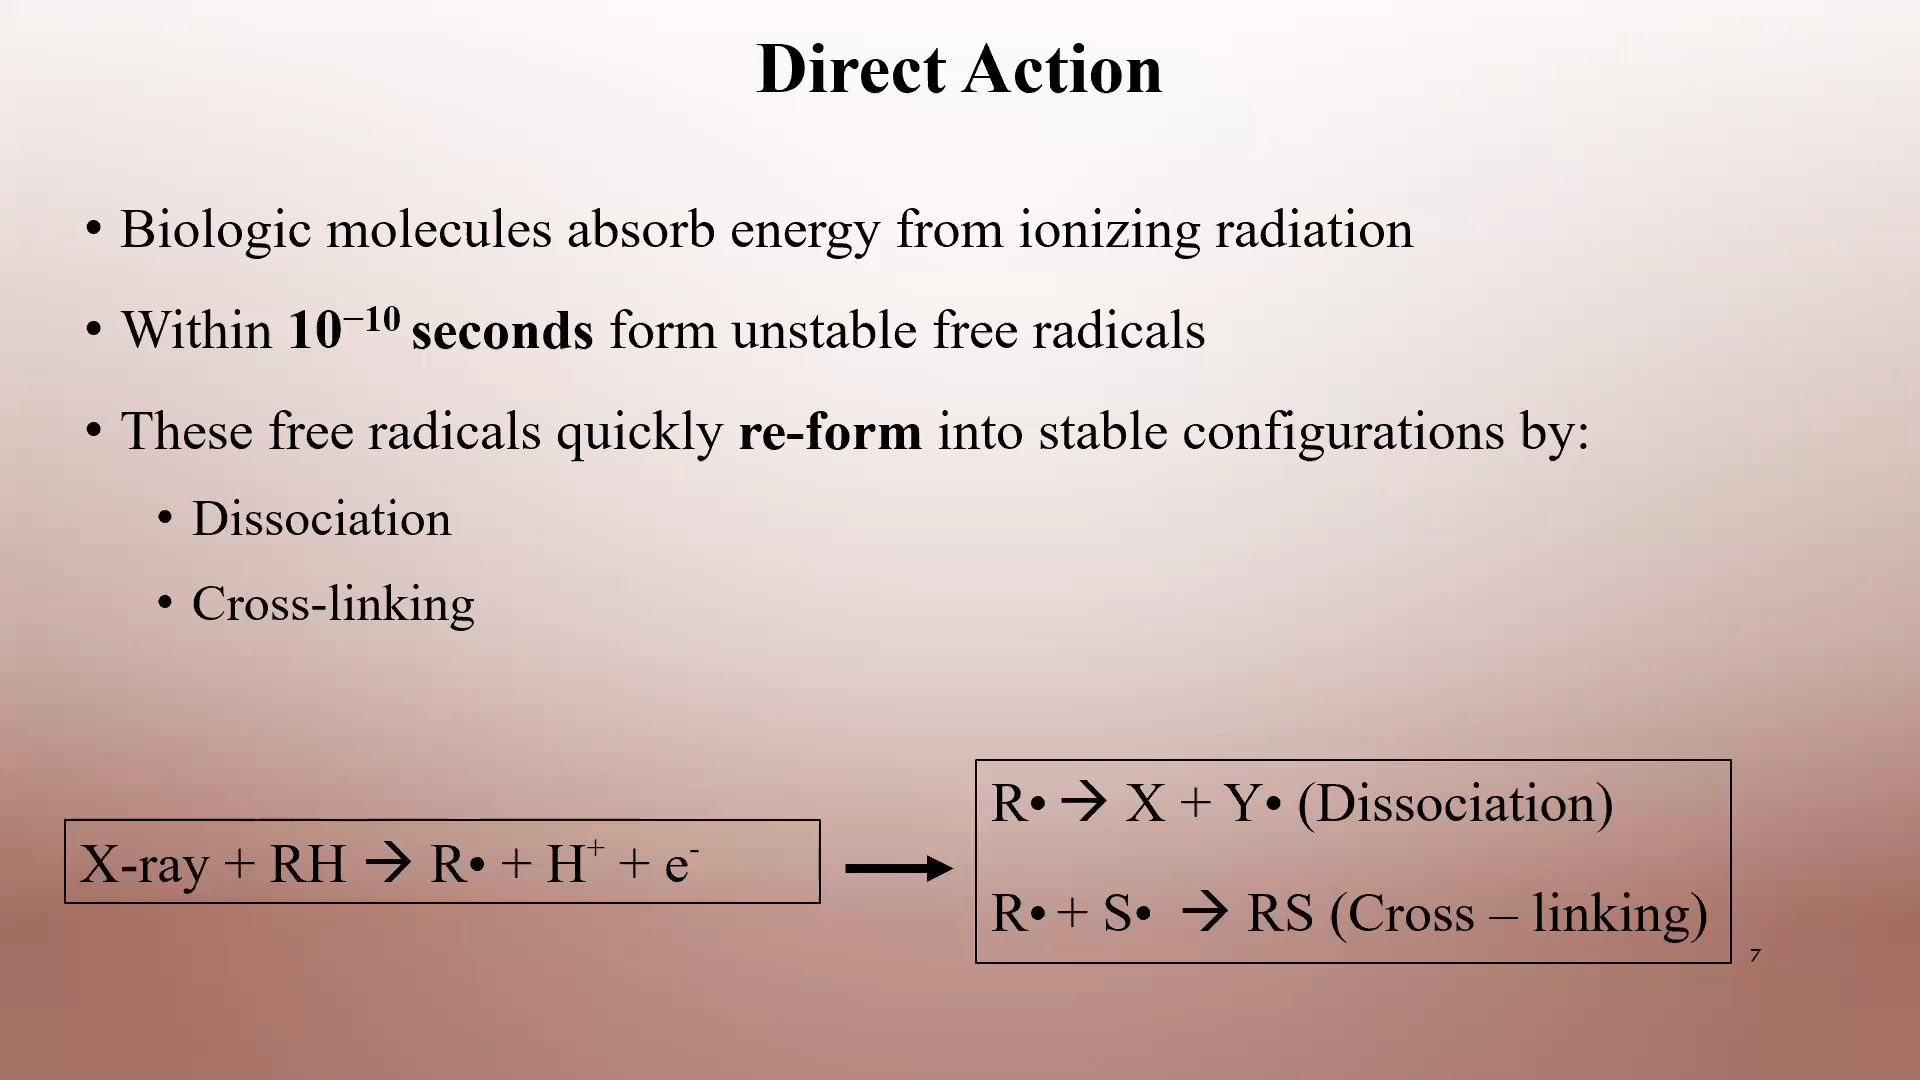 Direct Action
• Biologic molecules absorb energy from ionizing radiation
• Within 10⁻¹⁰ seconds form unstable free radicals
• These free radicals quickly re-form into stable configurations by:
• Dissociation
• Cross-linking
X-ray + RH → R• + H⁺ + e⁻
R• → X + Y• (Dissociation)
R• + S• → RS (Cross – linking)
7